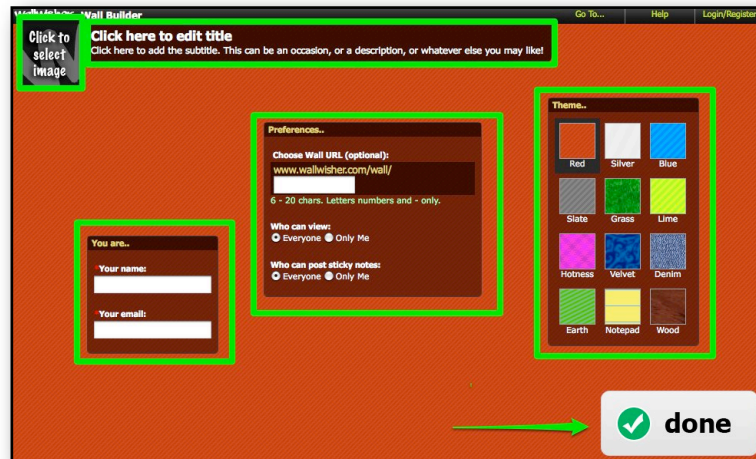 Wallwisher Wall Builder
Go To... Help Login/Register
Click to
select
image
Click here to edit title
Click here to add the subtitle. This can be an occasion, or a description, or whatever else you may like!
Preferences..
Choose Wall URL (optional):
www.wallwisher.com/wall/
6 - 20 chars. Letters numbers and - only.
Who can view:
Everyone Only Me
Who can post sticky notes:
Everyone Only Me
You are..
*Your name:
*Your email:
Theme..
Red Silver Blue
Slate Grass Lime
Hotness Velvet Denim
Earth Notepad Wood
done